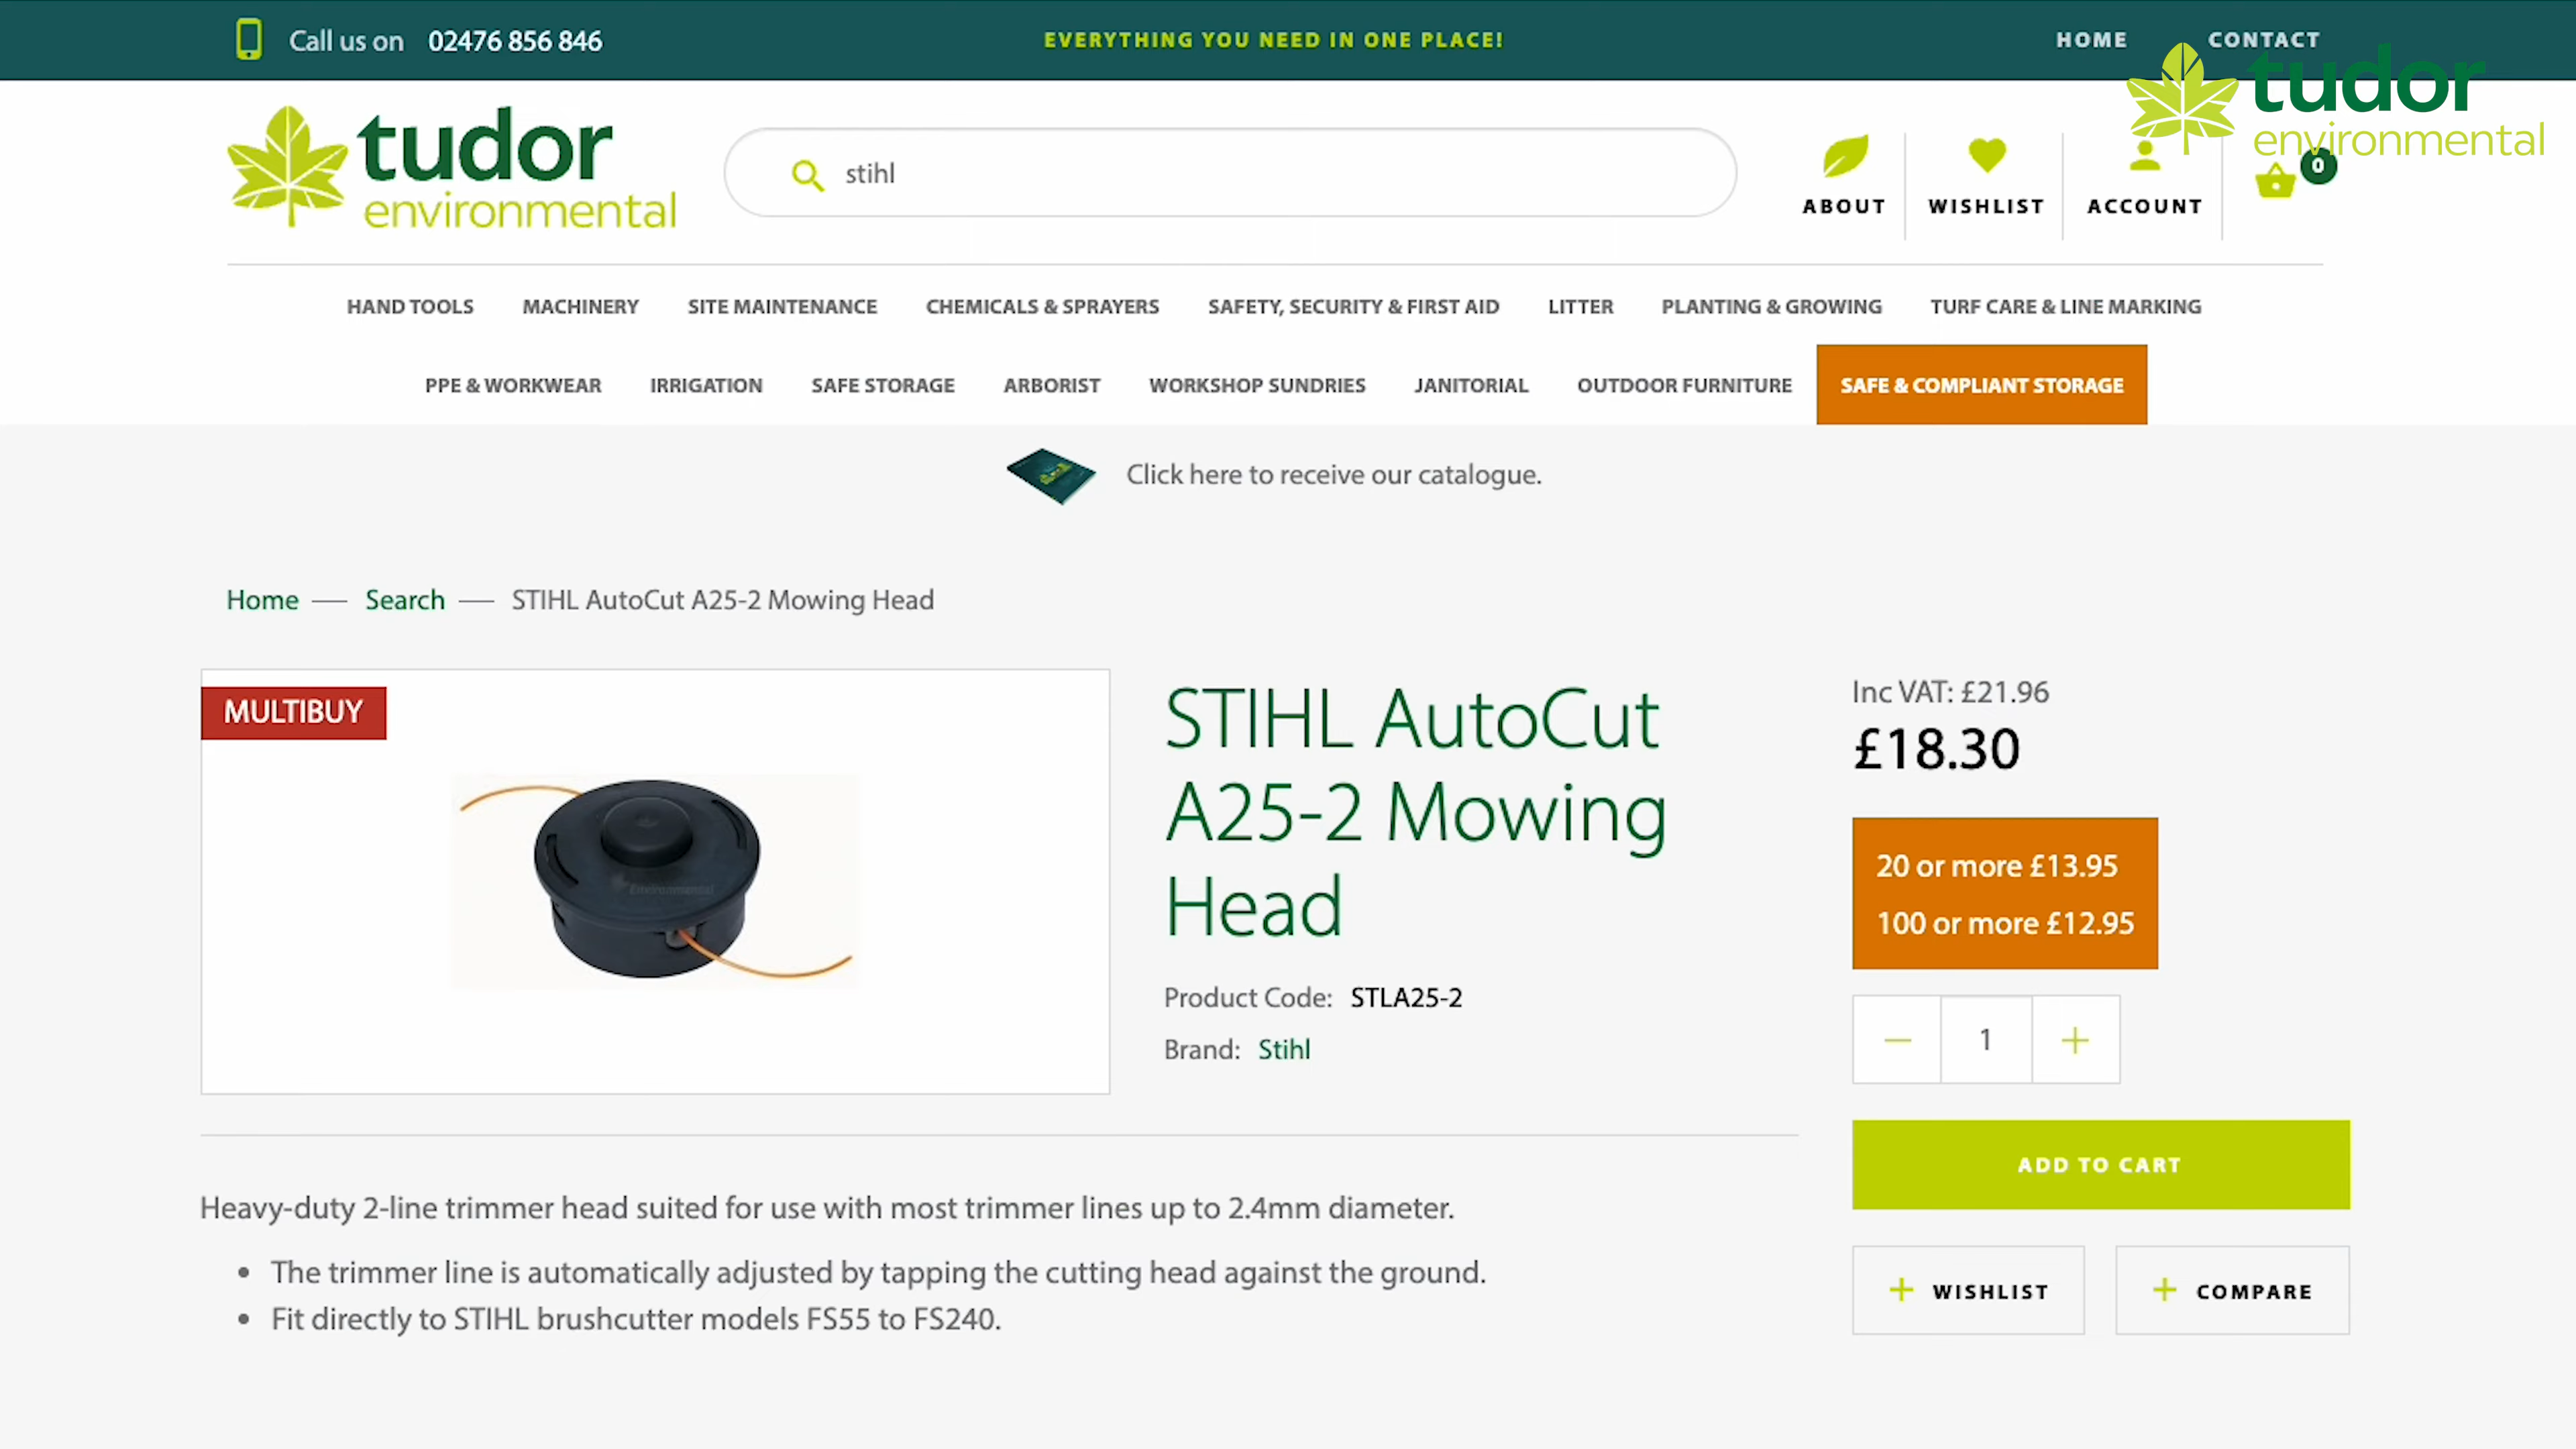 Call us on 02476 856 846
EVERYTHING YOU NEED IN ONE PLACE!
HOME CONTACT
tudor
environmental
tudor
environmental
stihl
ABOUT WISHLIST ACCOUNT 0
HAND TOOLS MACHINERY SITE MAINTENANCE CHEMICALS & SPRAYERS SAFETY, SECURITY & FIRST AID LITTER PLANTING & GROWING TURF CARE & LINE MARKING
PPE & WORKWEAR IRRIGATION SAFE STORAGE ARBORIST WORKSHOP SUNDRIES JANITORIAL OUTDOOR FURNITURE SAFE & COMPLIANT STORAGE
Click here to receive our catalogue.
Home — Search — STIHL AutoCut A25-2 Mowing Head
MULTIBUY
Environmental
STIHL AutoCut
A25-2 Mowing
Head
Product Code: STLA25-2
Brand: Stihl
Inc VAT: £21.96
£18.30
20 or more £13.95
100 or more £12.95
− 1 +
ADD TO CART
+ WISHLIST + COMPARE
Heavy-duty 2-line trimmer head suited for use with most trimmer lines up to 2.4mm diameter.
• The trimmer line is automatically adjusted by tapping the cutting head against the ground.
• Fit directly to STIHL brushcutter models FS55 to FS240.